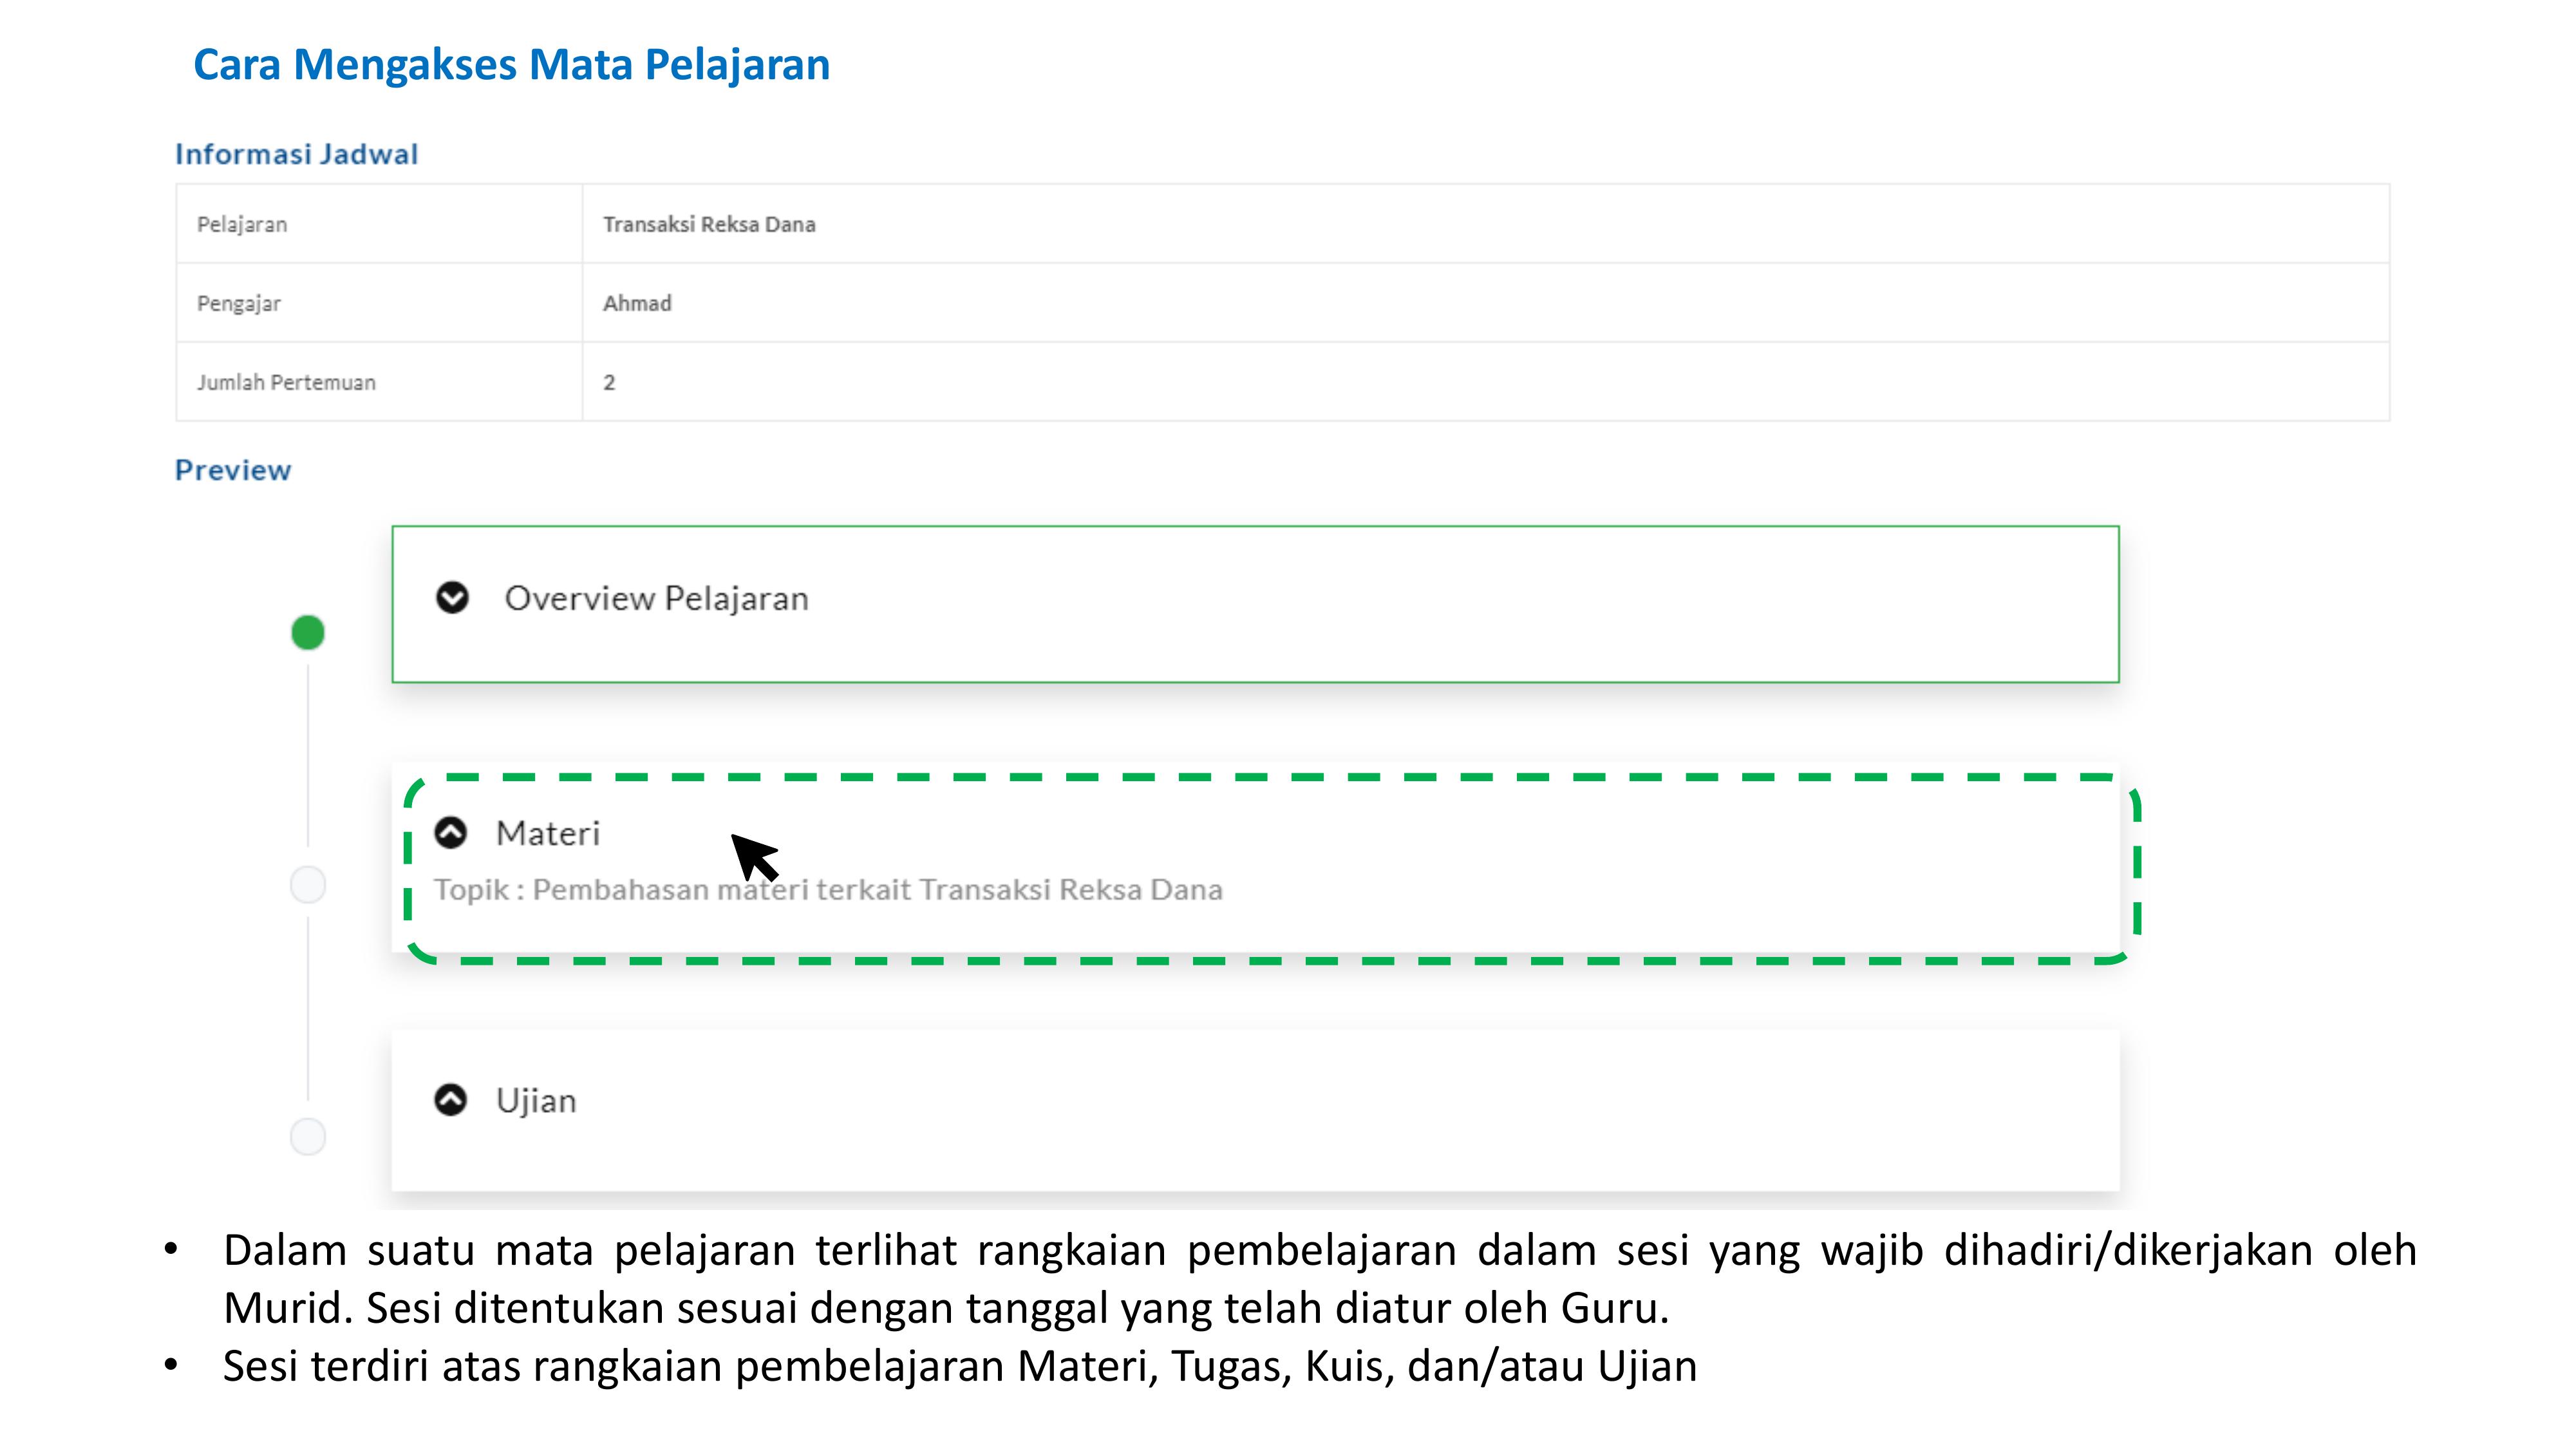 Cara Mengakses Mata Pelajaran
Informasi Jadwal
Pelajaran Transaksi Reksa Dana
Pengajar Ahmad
Jumlah Pertemuan 2
Preview
Overview Pelajaran
Materi
Topik : Pembahasan materi terkait Transaksi Reksa Dana
Ujian
• Dalam suatu mata pelajaran terlihat rangkaian pembelajaran dalam sesi yang wajib dihadiri/dikerjakan oleh
Murid. Sesi ditentukan sesuai dengan tanggal yang telah diatur oleh Guru.
• Sesi terdiri atas rangkaian pembelajaran Materi, Tugas, Kuis, dan/atau Ujian